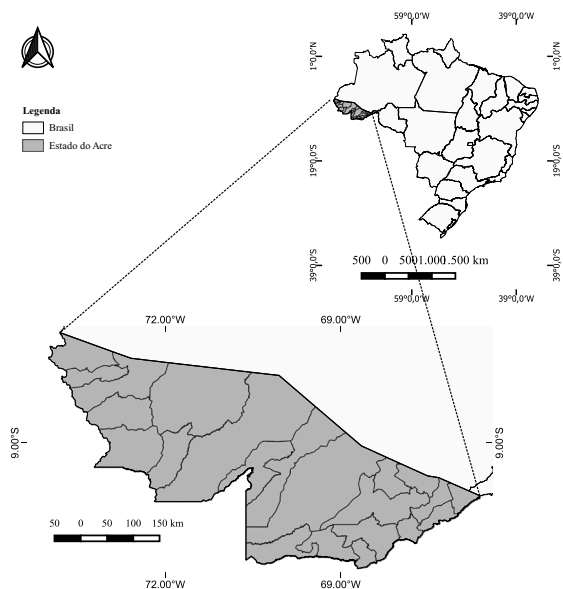 59°0,0'W 39°0,0'W
1°0,0'N 1°0,0'N
Legenda
Brasil
Estado do Acre
19°0,0'S 19°0,0'S
39°0,0'S 39°0,0'S
500 0 5001.0001.500 km
59°0,0'W 39°0,0'W
72.00°W 69.00°W
9.00°S 9.00°S
50 0 50 100 150 km
72.00°W 69.00°W